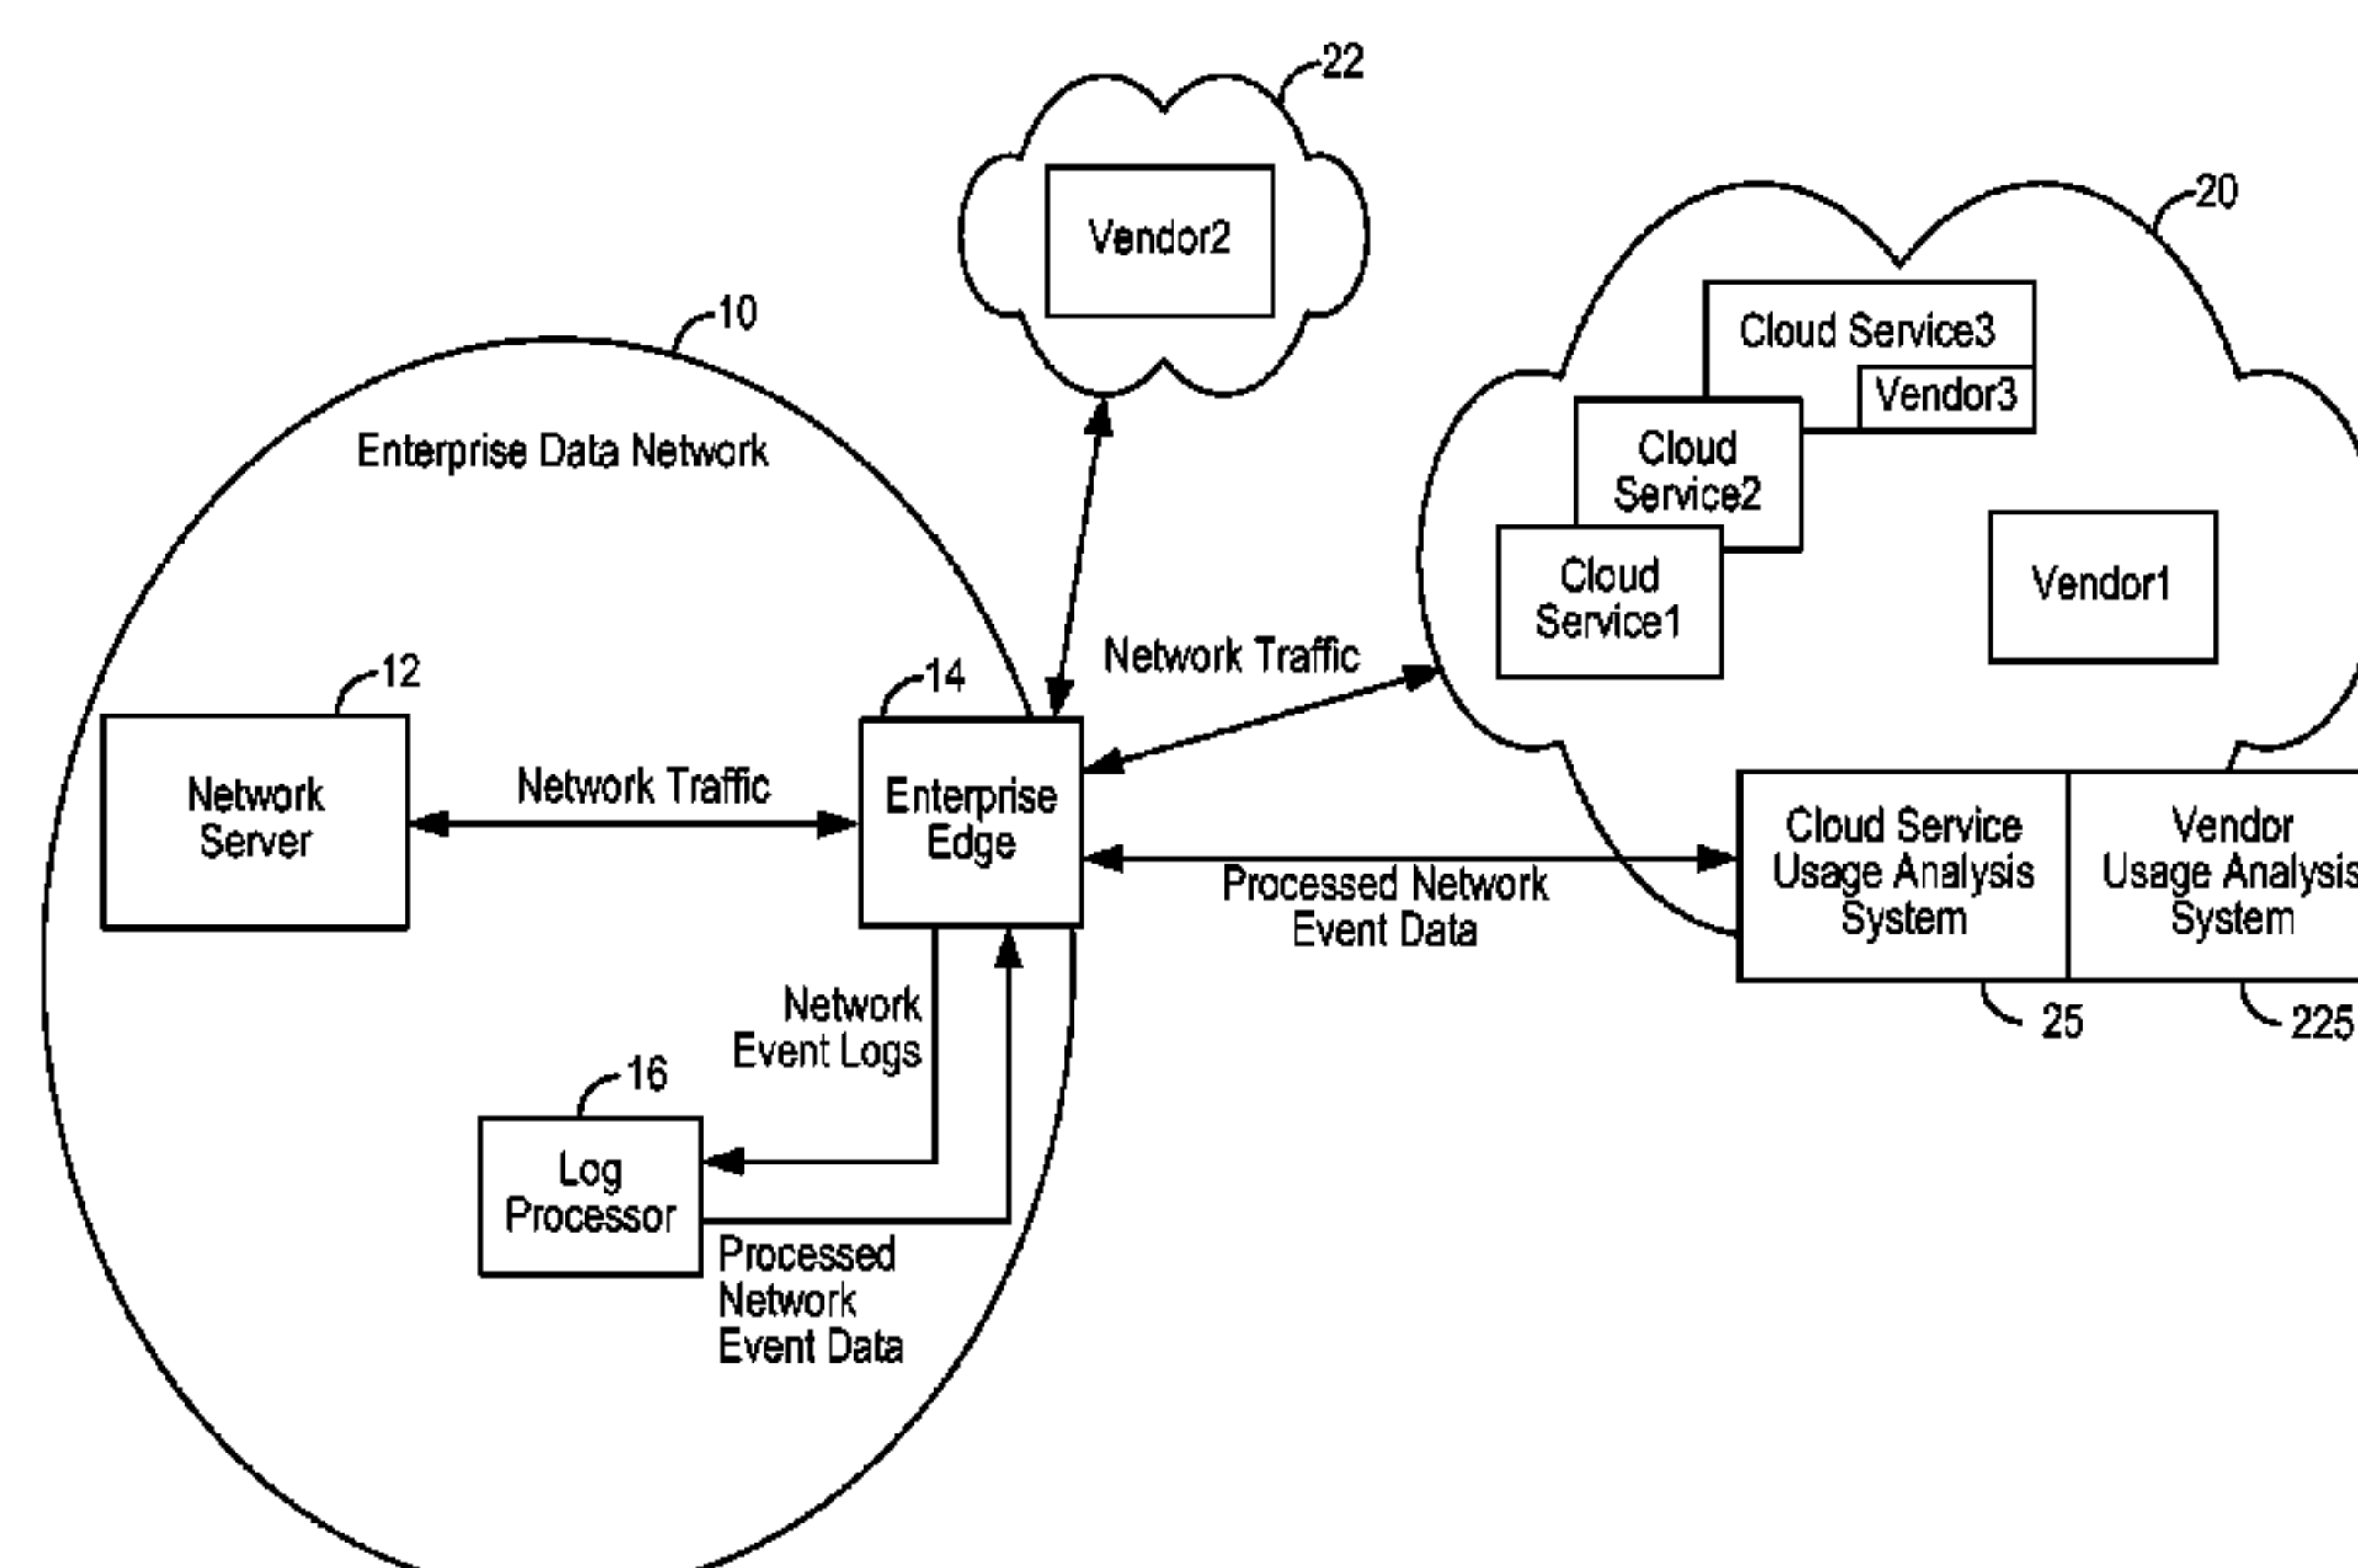 22
Vendor2
20
Cloud Service3
Vendor3
Cloud
Service2
Cloud
Service1
Vendor1
10
Enterprise Data Network
12
Network
Server
Network Traffic
14
Enterprise
Edge
Network Traffic
Processed Network
Event Data
Cloud Service
Usage Analysis
System
25
Vendor
Usage Analysis
System
225
Network
Event Logs
16
Log
Processor
Processed
Network
Event Data